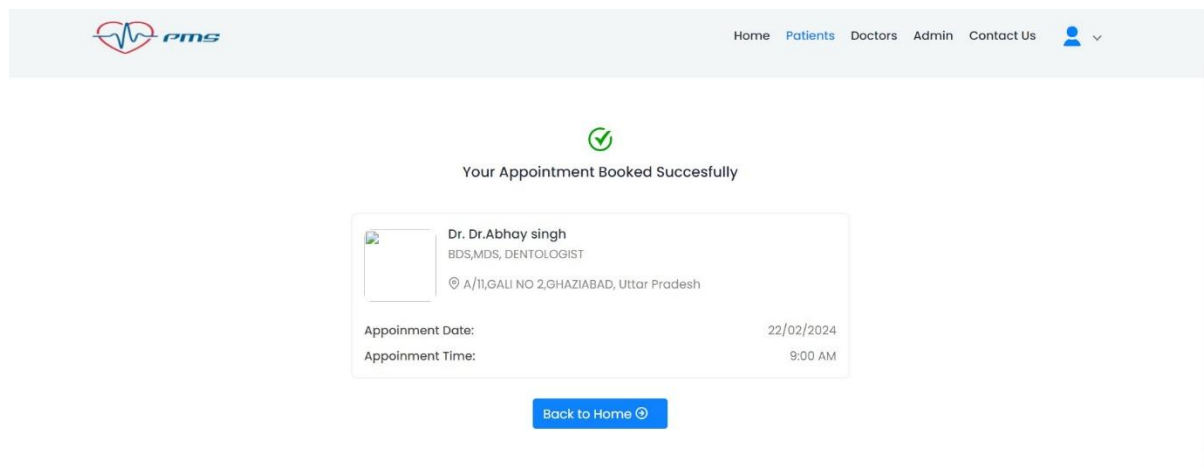 PMS
Home Patients Doctors Admin Contact Us
Your Appointment Booked Succesfully
Dr. Dr.Abhay singh
BDS,MDS, DENTOLOGIST
A/11,GALI NO 2,GHAZIABAD, Uttar Pradesh
Appoinment Date: 22/02/2024
Appoinment Time: 9:00 AM
Back to Home